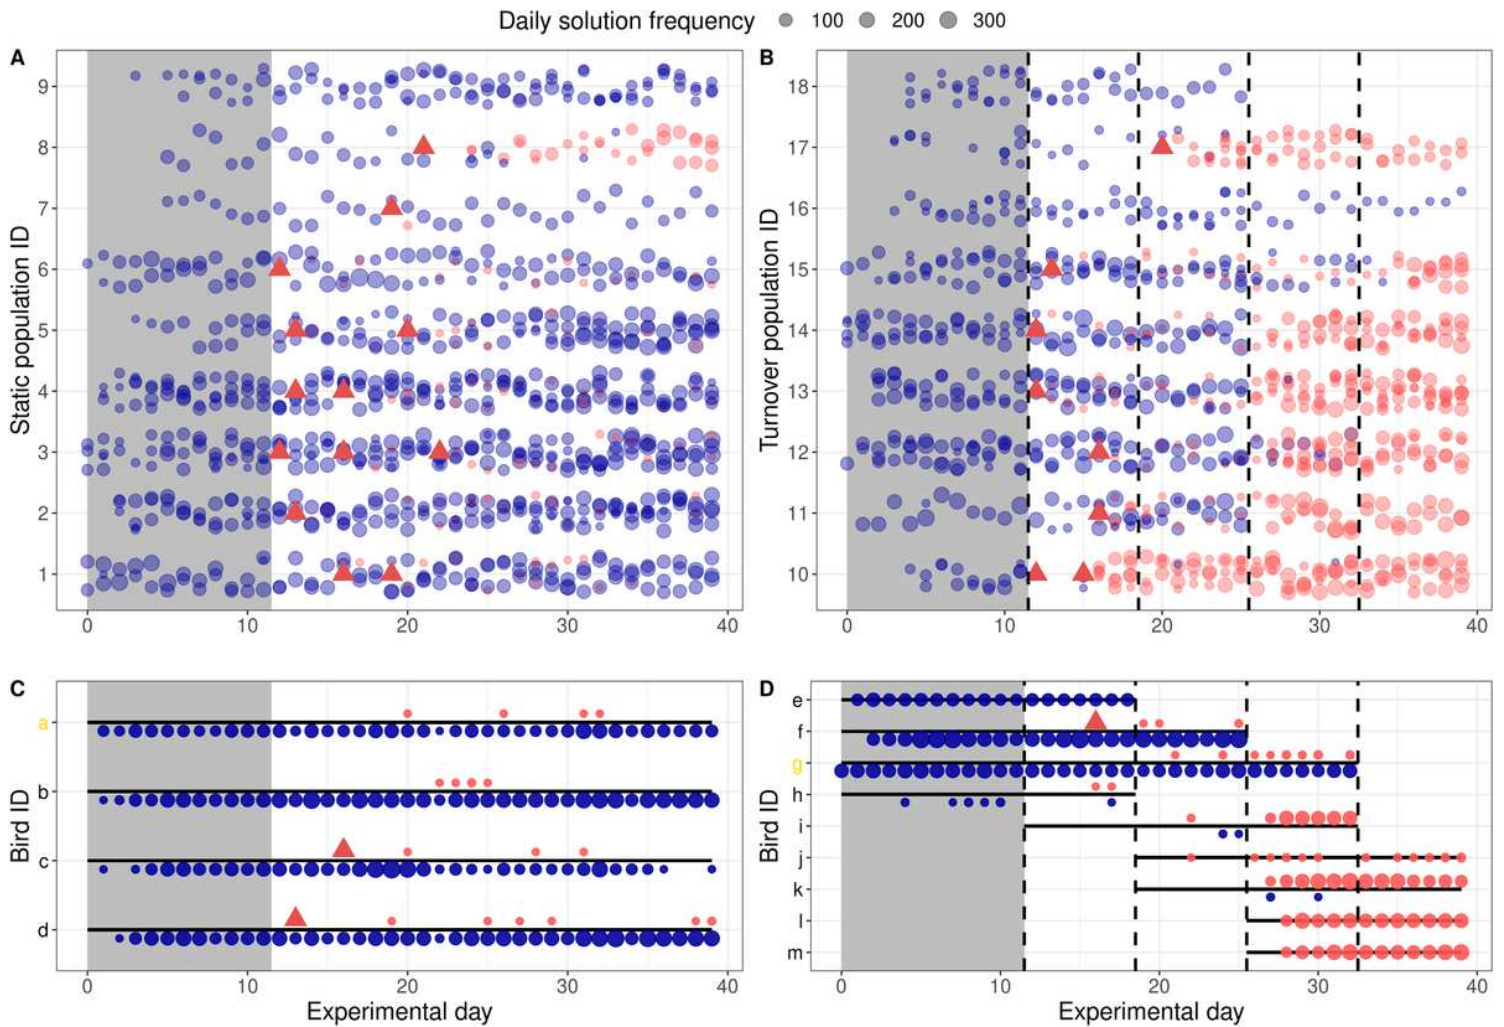 Daily solution frequency 100 200 300
A
Static population ID
9
8
7
6
5
4
3
2
1
0 10 20 30 40
B
Turnover population ID
18
17
16
15
14
13
12
11
10
0 10 20 30 40
C
Bird ID
a
b
c
d
0 10 20 30 40
Experimental day
D
Bird ID
e
f
g
h
i
j
k
l
m
0 10 20 30 40
Experimental day